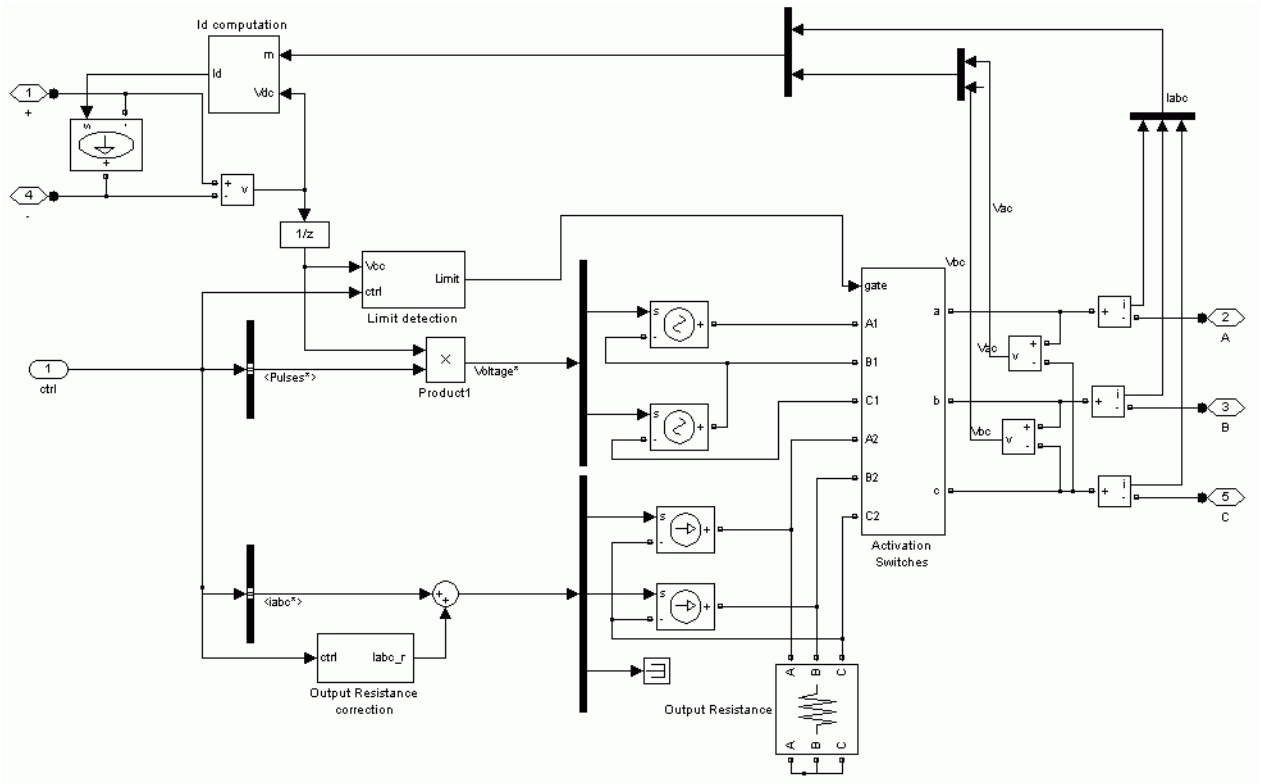 Id computation
m
Id
Vdc
1
+
s
-
+
4
-
+
-
v
1/z
Iabc
Vac
Vcc
ctrl
Limit
Limit detection
1
ctrl
<Pulses*>
×
Product1
Voltage*
s
-
+
s
-
+
gate
A1
B1
C1
A2
B2
C2
a
b
c
Activation
Switches
Vbc
Vac
+
-
v
Vbc
+
-
v
+
i
-
2
A
+
i
-
3
B
+
i
-
5
C
<iabc*>
+
+
ctrl
Iabc_r
Output Resistance
correction
s
-
+
s
-
+
Output Resistance
A
B
C
A
B
C